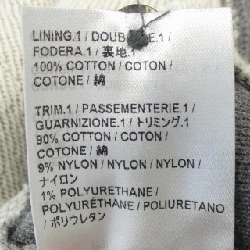 LINING.1 / DOUBLURE.1 /
FODERA.1 / 裏地.1 /
100% COTTON / COTON /
COTONE / 綿
TRIM.1 / PASSEMENTERIE.1 /
GUARNIZIONE.1 / トリミング.1
90% COTTON / COTON /
COTONE / 綿
9% NYLON / NYLON / NYLON /
ナイロン
1% POLYURETHANE /
POLYURÉTHANE / POLIURETANO
/ ポリウレタン